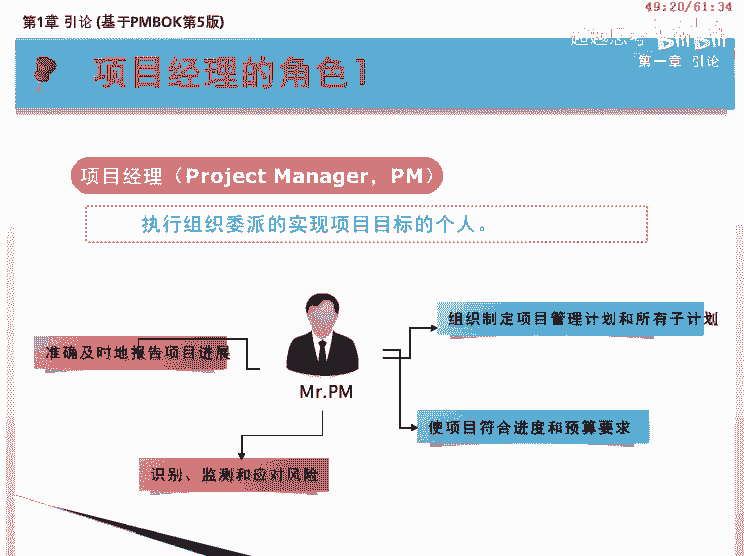 第1章 引论 (基于PMBOK第5版)
49:20/61:34
第一章 引论
项目经理的角色1
项目经理（Project Manager，PM）
执行组织委派的实现项目目标的个人。
组织制定项目管理计划和所有子计划
准确及时地报告项目进展
Mr.PM
使项目符合进度和预算要求
识别、监测和应对风险